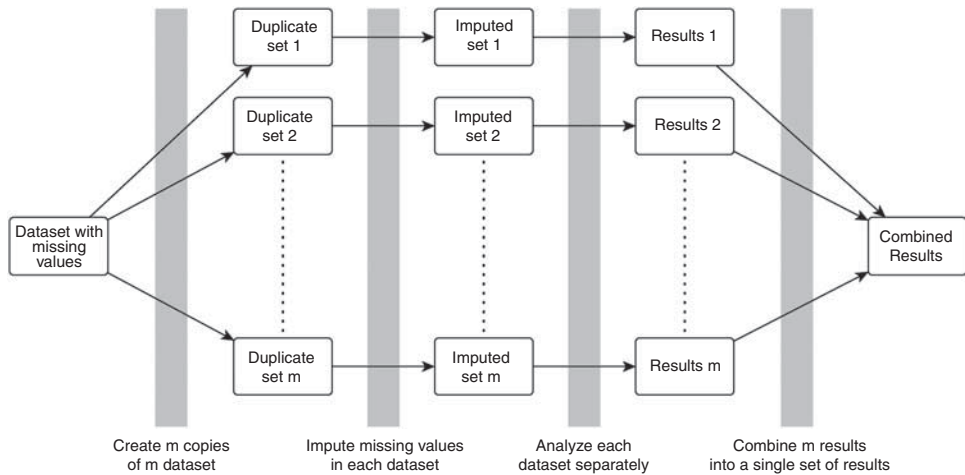 Duplicate
set 1
Imputed
set 1
Results 1
Duplicate
set 2
Imputed
set 2
Results 2
Dataset with
missing
values
Combined
Results
Duplicate
set m
Imputed
set m
Results m
Create m copies
of m dataset
Impute missing values
in each dataset
Analyze each
dataset separately
Combine m results
into a single set of results